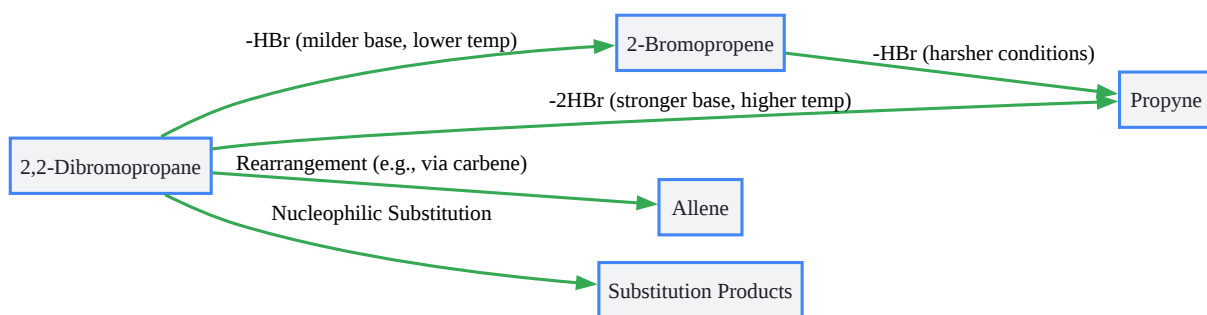 -HBr (milder base, lower temp)
2-Bromopropene
-HBr (harsher conditions)
-2HBr (stronger base, higher temp)
Propyne
2,2-Dibromopropane
Rearrangement (e.g., via carbene)
Allene
Nucleophilic Substitution
Substitution Products